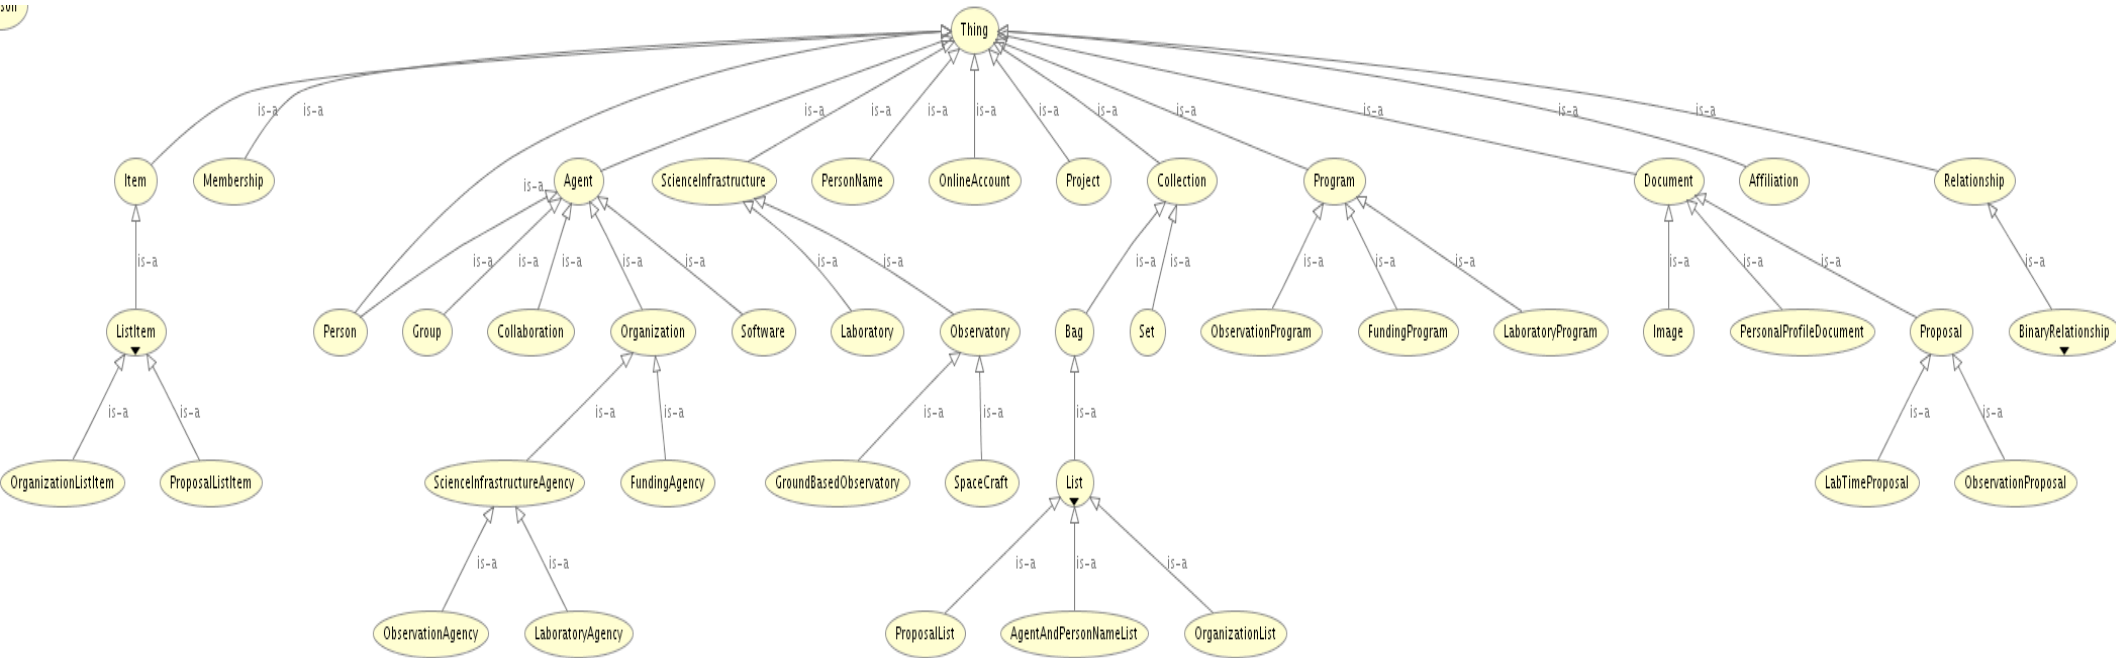 Thing
is-a is-a is-a is-a is-a is-a is-a is-a is-a is-a is-a is-a
Item Membership Agent ScienceInfrastructure PersonName OnlineAccount Project Collection Program Document Affiliation Relationship
is-a
is-a is-a is-a is-a is-a is-a is-a is-a is-a is-a is-a is-a is-a is-a is-a is-a is-a
ListItem Person Group Collaboration Organization Software Laboratory Observatory Bag Set ObservationProgram FundingProgram LaboratoryProgram Image PersonalProfileDocument Proposal BinaryRelationship
is-a is-a is-a is-a is-a is-a is-a is-a is-a
OrganizationListItem ProposalListItem ScienceInfrastructureAgency FundingAgency GroundBasedObservatory SpaceCraft List LabTimeProposal ObservationProposal
is-a is-a is-a is-a is-a
ObservationAgency LaboratoryAgency ProposalList AgentAndPersonNameList OrganizationList